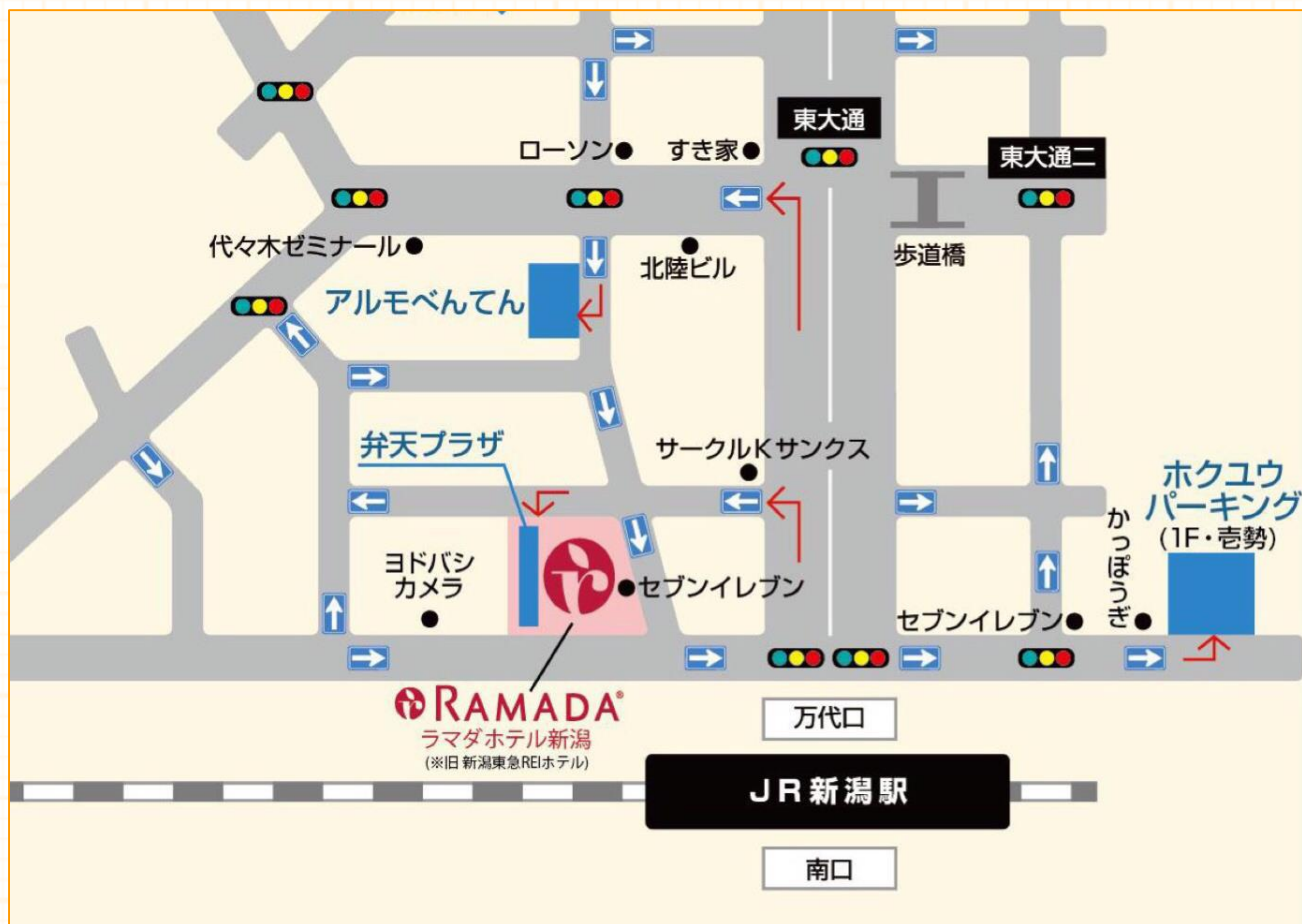 東大通
ローソン
すき家
東大通二
代々木ゼミナール
北陸ビル
歩道橋
アルモべんてん
弁天プラザ
サークルKサンクス
ホクユウ
パーキング
(1F・壱勢)
かっぽうぎ
ヨドバシ
カメラ
セブンイレブン
セブンイレブン
RAMADA®
ラマダホテル新潟
(※旧 新潟東急REIホテル)
万代口
JR新潟駅
南口